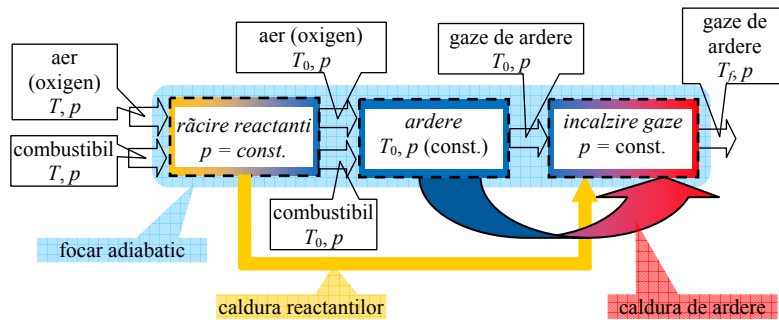 aer
(oxigen)
T, p
combustibil
T, p
aer (oxigen)
T₀, p
răcire reactanti
p = const.
combustibil
T₀, p
ardere
T₀, p (const.)
gaze de ardere
T₀, p
incalzire gaze
p = const.
gaze de
ardere
T_f, p
focar adiabatic
caldura reactantilor
caldura de ardere